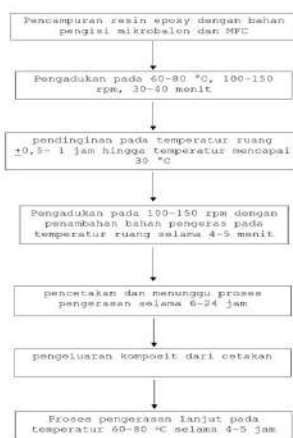 Pencampuran resin epoxy dengan bahan
pengisi mikrobalon dan MFC
Pengadukan pada 60-80 °C, 100-150
rpm, 30-40 menit
pendinginan pada temperatur ruang
±0,5- 1 jam hingga temperatur mencapai
30 °C
Pengadukan pada 100-150 rpm dengan
penambahan bahan pengeras pada
temperatur ruang selama 4-5 menit
pencetakan dan menunggu proses
pengerasan selama 6-24 jam
pengeluaran komposit dari cetakan
Proses pengerasan lanjut pada
temperatur 60-80 °C selama 4-5 jam